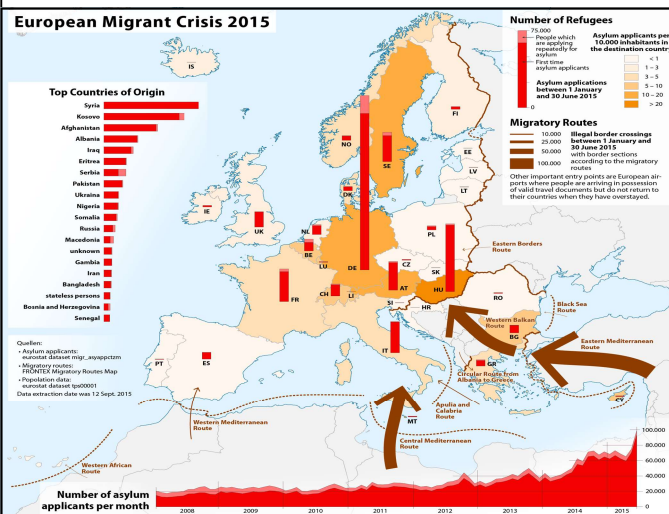 European Migrant Crisis 2015
Number of Refugees
75.000
People which
are applying
repeatedly for
asylum
First time
asylum applicants
Asylum applications
between 1 January
and 30 June 2015
0
Asylum applicants per
10.000 inhabitants in
the destination country
< 1
1 – 3
3 – 5
5 – 10
10 – 20
> 20
Migratory Routes
10.000
25.000
50.000
100.000
Illegal border crossings
between 1 January and
30 June 2015
with border sections
according to the migratory
routes
Other important entry points are European air-
ports where people are arriving in possession
of valid travel documents but do not return to
their countries when they have overstayed.
Top Countries of Origin
Syria
Kosovo
Afghanistan
Albania
Iraq
Eritrea
Serbia
Pakistan
Ukraina
Nigeria
Somalia
Russia
Macedonia
unknown
Gambia
Iran
Bangladesh
stateless persons
Bosnia and Herzegovina
Senegal
Quellen:
• Asylum applicants:
eurostat dataset migr_asyappctzm
• Migratory routes:
FRONTEX Migratory Routes Map
• Population data:
eurostat dataset tps00001
Data extraction date was 12 Sept. 2015
IS
NO
SE
FI
EE
LV
LT
DK
IE
UK
NL
BE
LU
DE
PL
CZ
SK
AT
HU
CH
LI
FR
SI
HR
RO
BG
IT
PT
ES
GR
MT
CY
Eastern Borders
Route
Black Sea
Route
Western Balkan
Route
Eastern Mediterranean
Route
Circular Route from
Albania to Greece
Apulia and
Calabria
Route
Central Mediterranean
Route
Western Mediterranean
Route
Western African
Route
Number of asylum
applicants per month
100.000
80.000
60.000
40.000
20.000
0
2008
2009
2010
2011
2012
2013
2014
2015